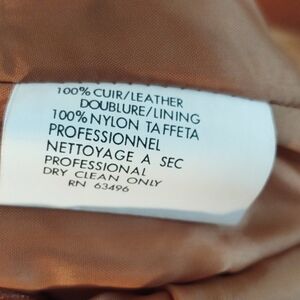 100% CUIR/LEATHER
DOUBLURE/LINING
100% NYLON TAFFETA
PROFESSIONNEL
NETTOYAGE A SEC
PROFESSIONAL
DRY CLEAN ONLY
RN 63496